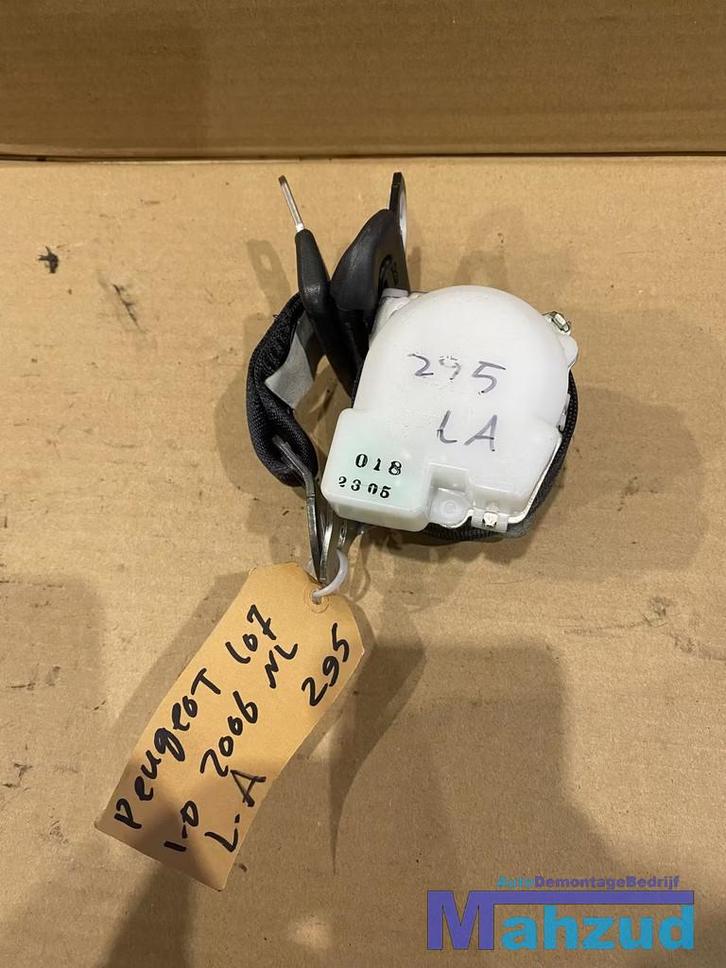 295
LA
018
2305
Peugeot 107
1.0 2006 NL
L.A 295
AutoDemontageBedrijf
Mahzud